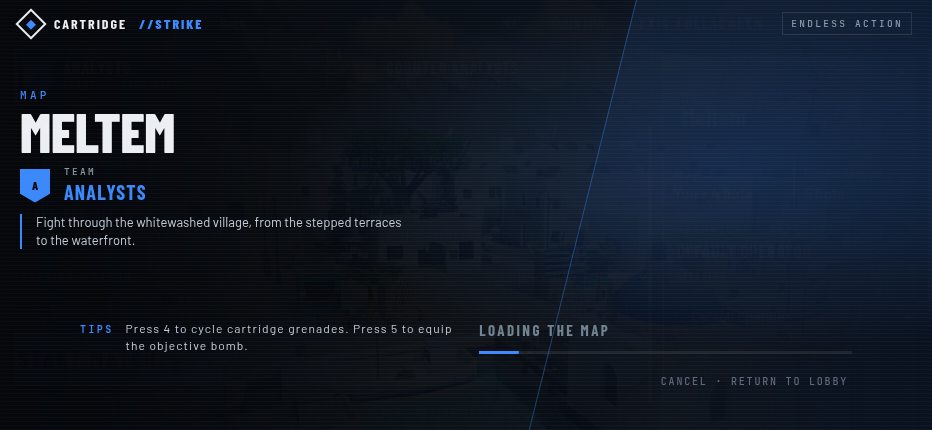 CARTRIDGE //STRIKE
ENDLESS ACTION
MAP
MELTEM
A
TEAM
ANALYSTS
Fight through the whitewashed village, from the stepped terraces
to the waterfront.
TIPS Press 4 to cycle cartridge grenades. Press 5 to equip
the objective bomb.
LOADING THE MAP
CANCEL · RETURN TO LOBBY